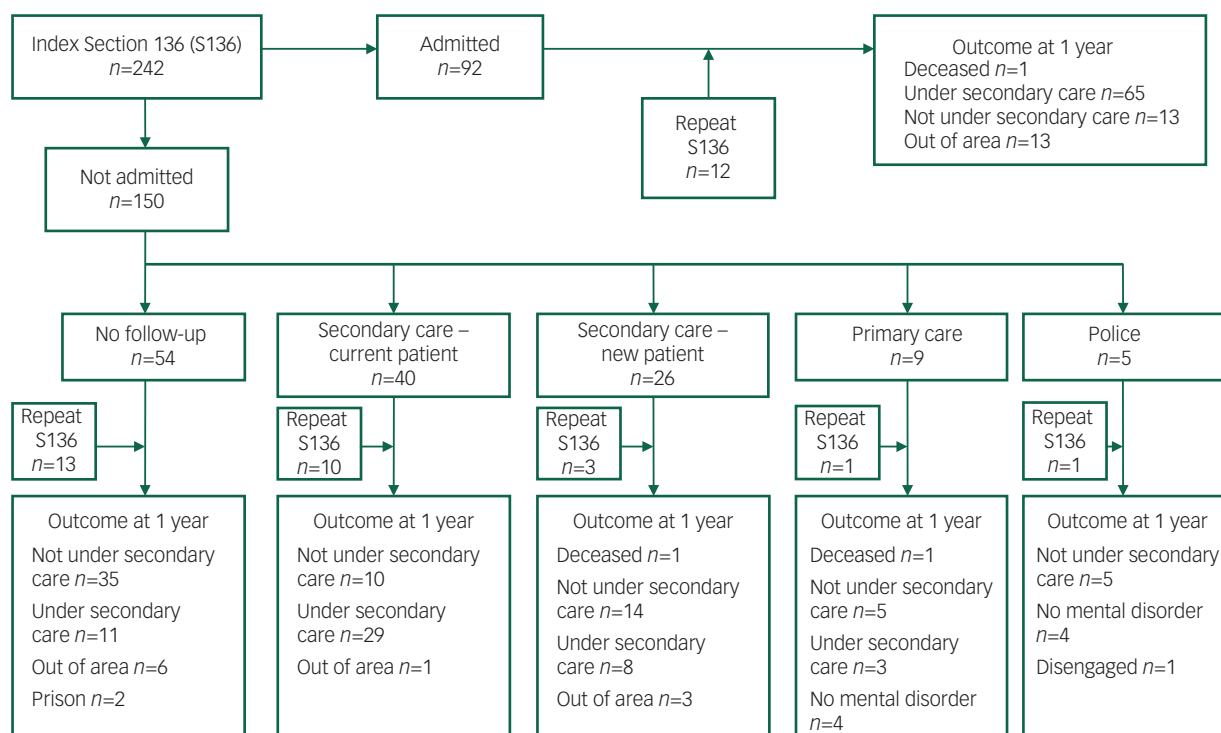 Index Section 136 (S136)
n=242
Admitted
n=92
Outcome at 1 year
Deceased n=1
Under secondary care n=65
Not under secondary care n=13
Out of area n=13
Repeat
S136
n=12
Not admitted
n=150
No follow-up
n=54
Secondary care –
current patient
n=40
Secondary care –
new patient
n=26
Primary care
n=9
Police
n=5
Repeat
S136
n=13
Repeat
S136
n=10
Repeat
S136
n=3
Repeat
S136
n=1
Repeat
S136
n=1
Outcome at 1 year
Not under secondary
care n=35
Under secondary
care n=11
Out of area n=6
Prison n=2
Outcome at 1 year
Not under secondary
care n=10
Under secondary
care n=29
Out of area n=1
Outcome at 1 year
Deceased n=1
Not under secondary
care n=14
Under secondary
care n=8
Out of area n=3
Outcome at 1 year
Deceased n=1
Not under secondary
care n=5
Under secondary
care n=3
No mental disorder
n=4
Outcome at 1 year
Not under secondary
care n=5
No mental disorder
n=4
Disengaged n=1